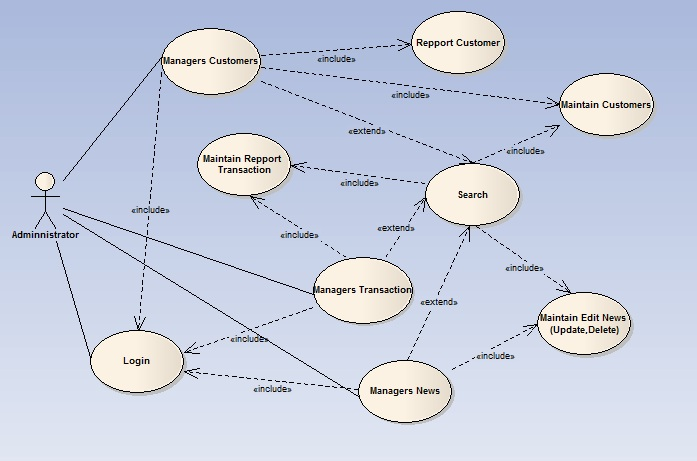 Repport Customer
Managers Customers
«include»
«include»
Maintain Customers
«extend»
«include»
Maintain Repport
Transaction
«include»
Search
«include»
Adminnistrator
«extend»
«include»
«include»
Managers Transaction
«extend»
Maintain Edit News
(Update,Delete)
«include»
«include»
Login
«include»
Managers News